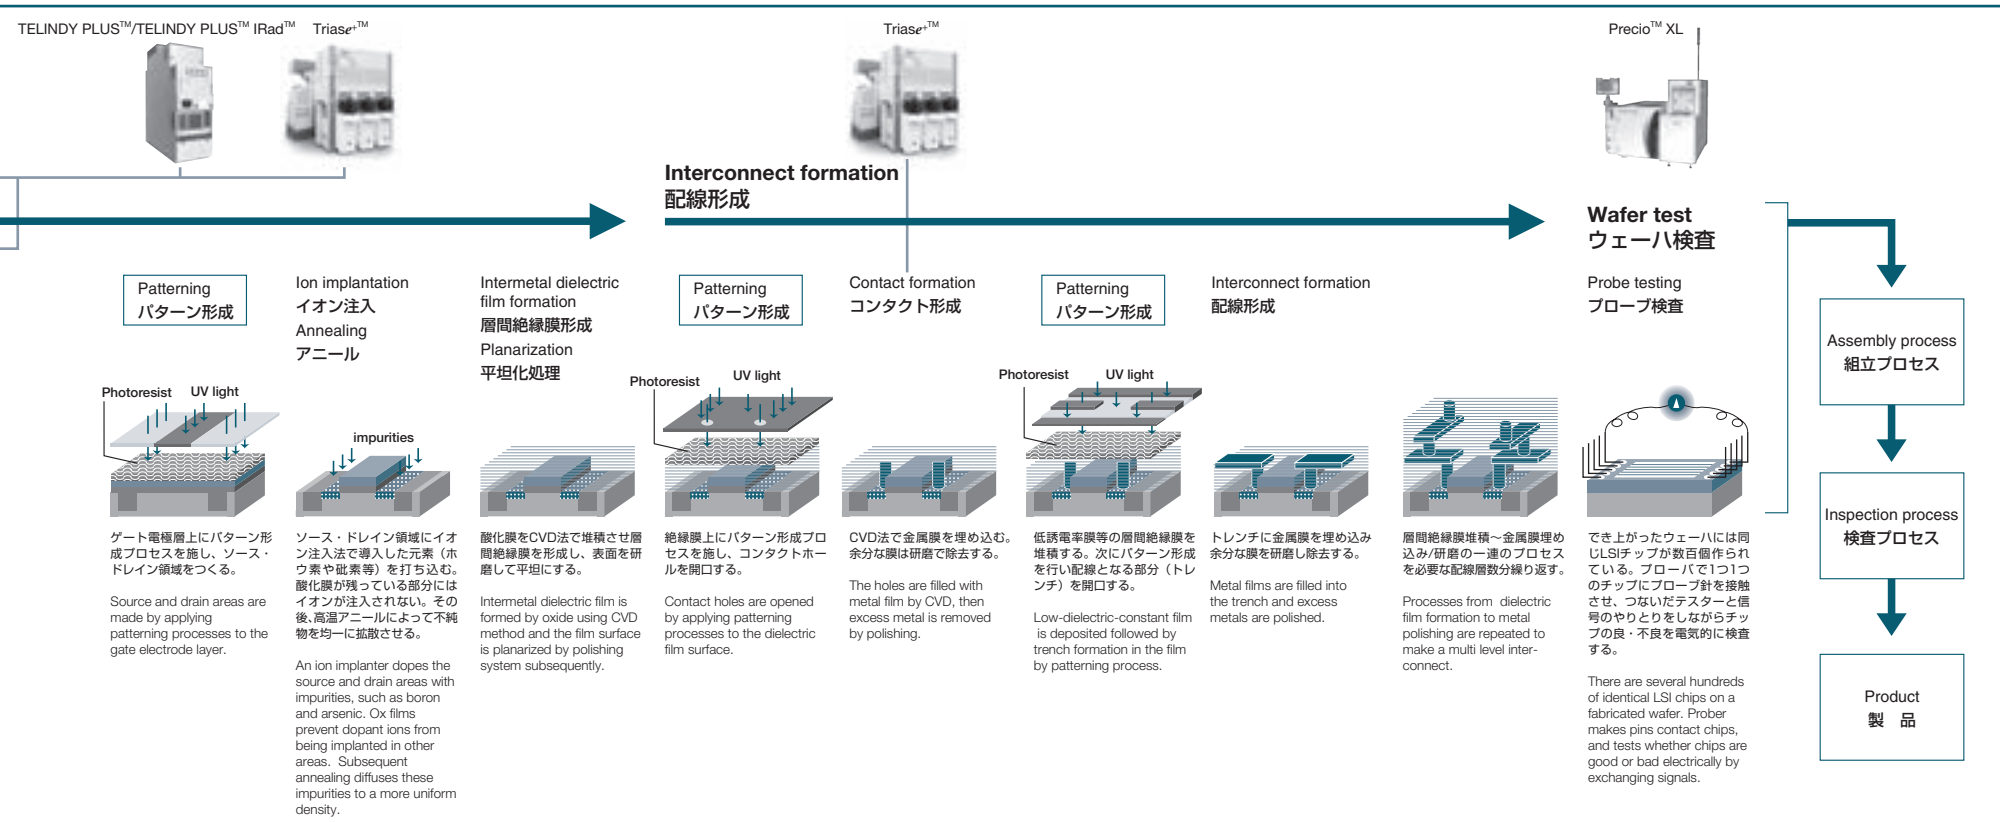 TELINDY PLUS™/TELINDY PLUS™ IRad™
Triase+™
Triase+™
Precio™ XL
Interconnect formation
配線形成
Wafer test
ウェーハ検査
Patterning
パターン形成
Ion implantation
イオン注入
Annealing
アニール
Intermetal dielectric
film formation
層間絶縁膜形成
Planarization
平坦化処理
Patterning
パターン形成
Contact formation
コンタクト形成
Patterning
パターン形成
Interconnect formation
配線形成
Probe testing
プローブ検査
Photoresist
UV light
impurities
Photoresist
UV light
Photoresist
UV light
ゲート電極層上にパターン形
成プロセスを施し、ソース・
ドレイン領域をつくる。
Source and drain areas are
made by applying
patterning processes to the
gate electrode layer.
ソース・ドレイン領域にイオ
ン注入法で導入した元素（ホ
ウ素や砒素等）を打ち込む。
酸化膜が残っている部分には
イオンが注入されない。その
後、高温アニールによって不純
物を均一に拡散させる。
An ion implanter dopes the
source and drain areas with
impurities, such as boron
and arsenic. Ox films
prevent dopant ions from
being implanted in other
areas.  Subsequent
annealing diffuses these
impurities to a more uniform
density.
酸化膜をCVD法で堆積させ層
間絶縁膜を形成し、表面を研
磨して平坦にする。
Intermetal dielectric film is
formed by oxide using CVD
method and the film surface
is planarized by polishing
system subsequently.
絶縁膜上にパターン形成プロ
セスを施し、コンタクトホー
ルを開口する。
Contact holes are opened
by applying patterning
processes to the dielectric
film surface.
CVD法で金属膜を埋め込む。
余分な膜は研磨で除去する。
The holes are filled with
metal film by CVD, then
excess metal is removed
by polishing.
低誘電率膜等の層間絶縁膜を
堆積する。次にパターン形成
を行い配線となる部分（トレ
ンチ）を開口する。
Low-dielectric-constant film
is deposited followed by
trench formation in the film
by patterning process.
トレンチに金属膜を埋め込み
余分な膜を研磨し除去する。
Metal films are filled into
the trench and excess
metals are polished.
層間絶縁膜堆積～金属膜埋め
込み/研磨の一連のプロセス
を必要な配線層数分繰り返す。
Processes from  dielectric
film formation to metal
polishing are repeated to
make a multi level inter-
connect.
でき上がったウェーハには同
じLSIチップが数百個作られ
ている。プローバで1つ1つ
のチップにプローブ針を接触
させ、つないだテスターと信
号のやりとりをしながらチッ
プの良・不良を電気的に検査
する。
There are several hundreds
of identical LSI chips on a
fabricated wafer. Prober
makes pins contact chips,
and tests whether chips are
good or bad electrically by
exchanging signals.
Assembly process
組立プロセス
Inspection process
検査プロセス
Product
製　品